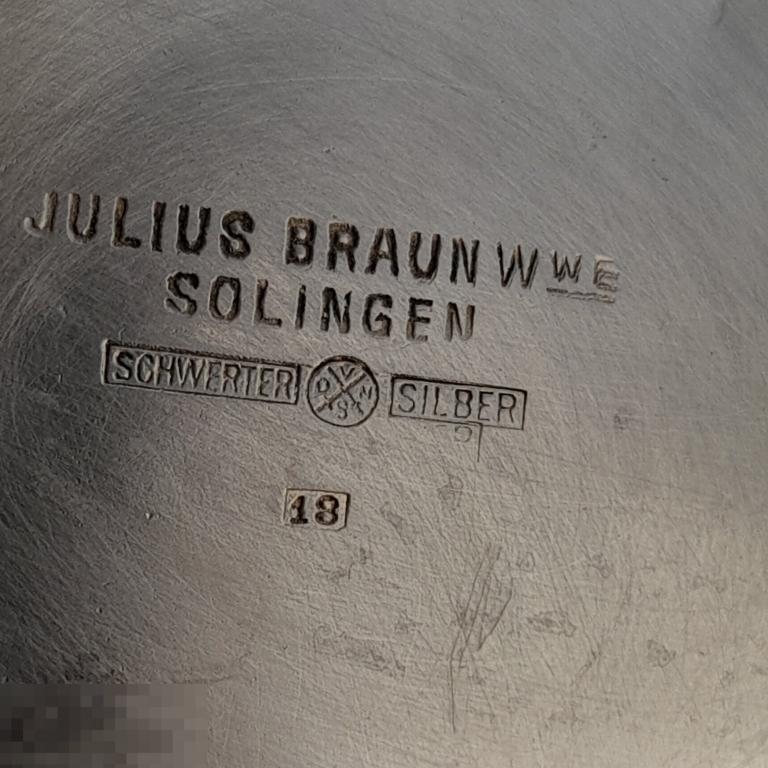 JULIUS BRAUN WWE
SOLINGEN
SCHWERTER SILBER
18